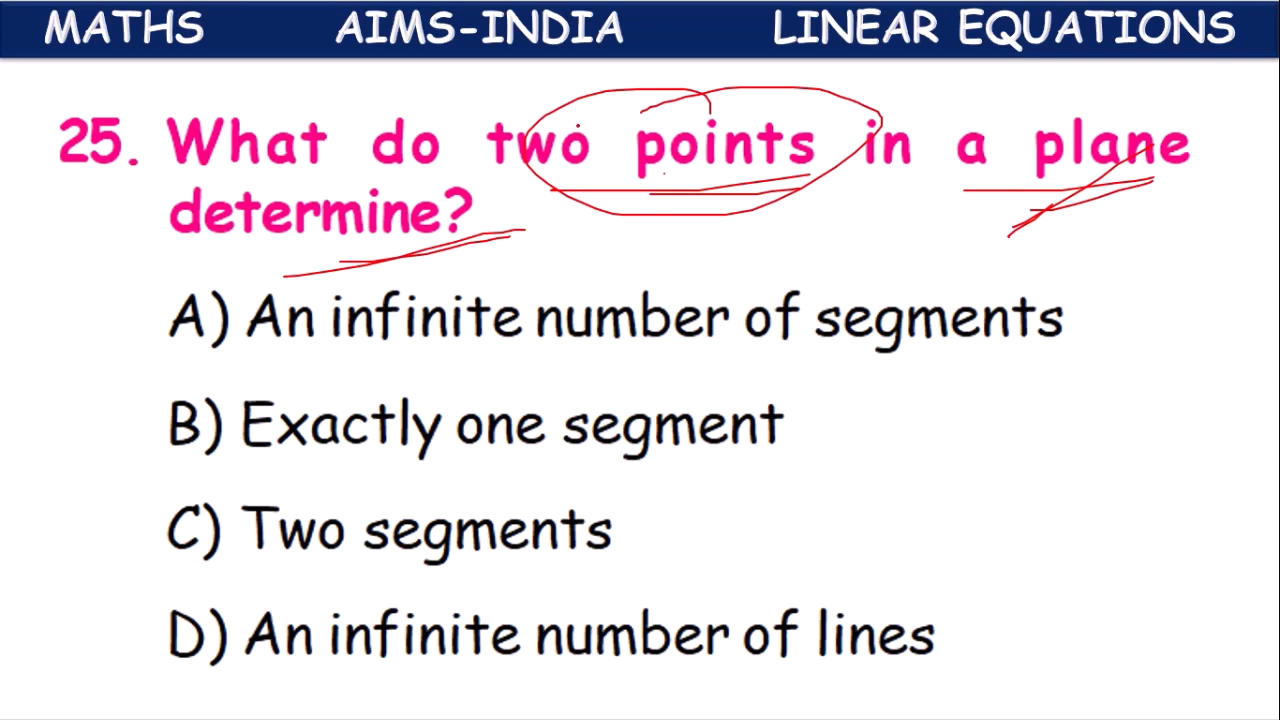 MATHS AIMS-INDIA LINEAR EQUATIONS
25. What do two points in a plane
determine?
A) An infinite number of segments
B) Exactly one segment
C) Two segments
D) An infinite number of lines